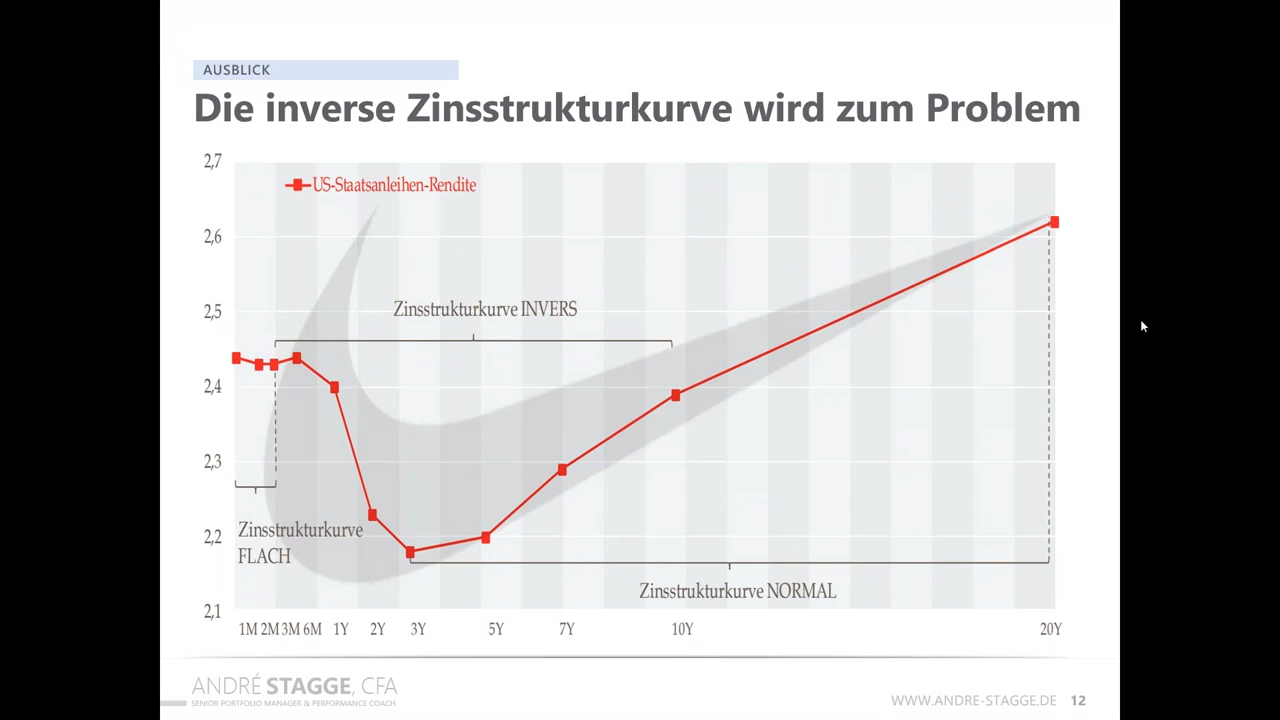 AUSBLICK
Die inverse Zinsstrukturkurve wird zum Problem
2,7
US-Staatsanleihen-Rendite
2,6
2,5
Zinsstrukturkurve INVERS
2,4
2,3
Zinsstrukturkurve
FLACH
2,2
Zinsstrukturkurve NORMAL
2,1
1M 2M 3M 6M 1Y 2Y 3Y 5Y 7Y 10Y 20Y
ANDRÉ STAGGE, CFA
SENIOR PORTFOLIO MANAGER & PERFORMANCE COACH
WWW.ANDRE-STAGGE.DE 12